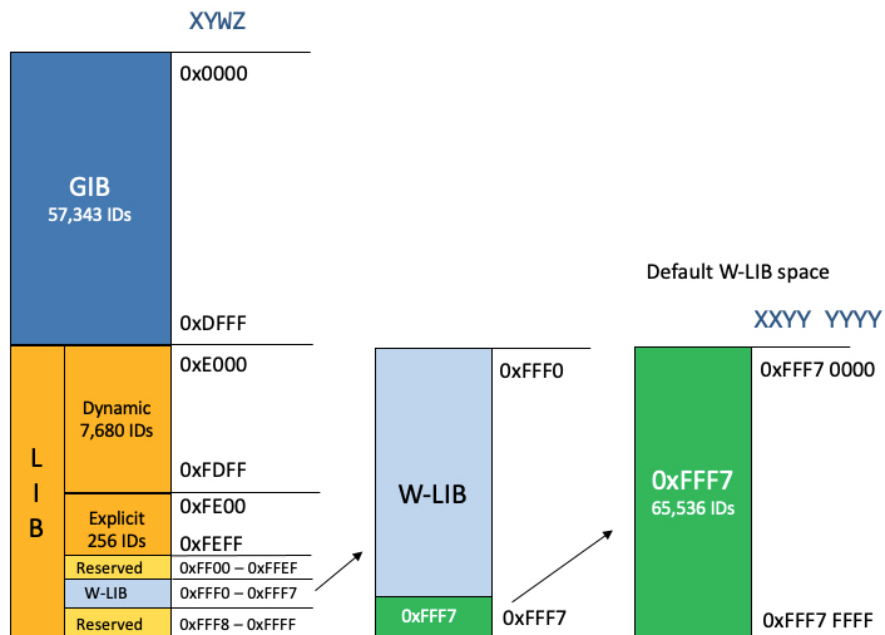 XYWZ
0x0000
GIB
57,343 IDs
0xDFFF
L
I
B
0xE000
Dynamic
7,680 IDs
0xFDFF
0xFE00
Explicit
256 IDs
0xFEFF
Reserved 0xFF00 – 0xFFEF
W-LIB 0xFFF0 – 0xFFF7
Reserved 0xFFF8 – 0xFFFF
0xFFF0
W-LIB
0xFFF7 0xFFF7
Default W-LIB space
XXYY YYYY
0xFFF7 0000
0xFFF7
65,536 IDs
0xFFF7 FFFF